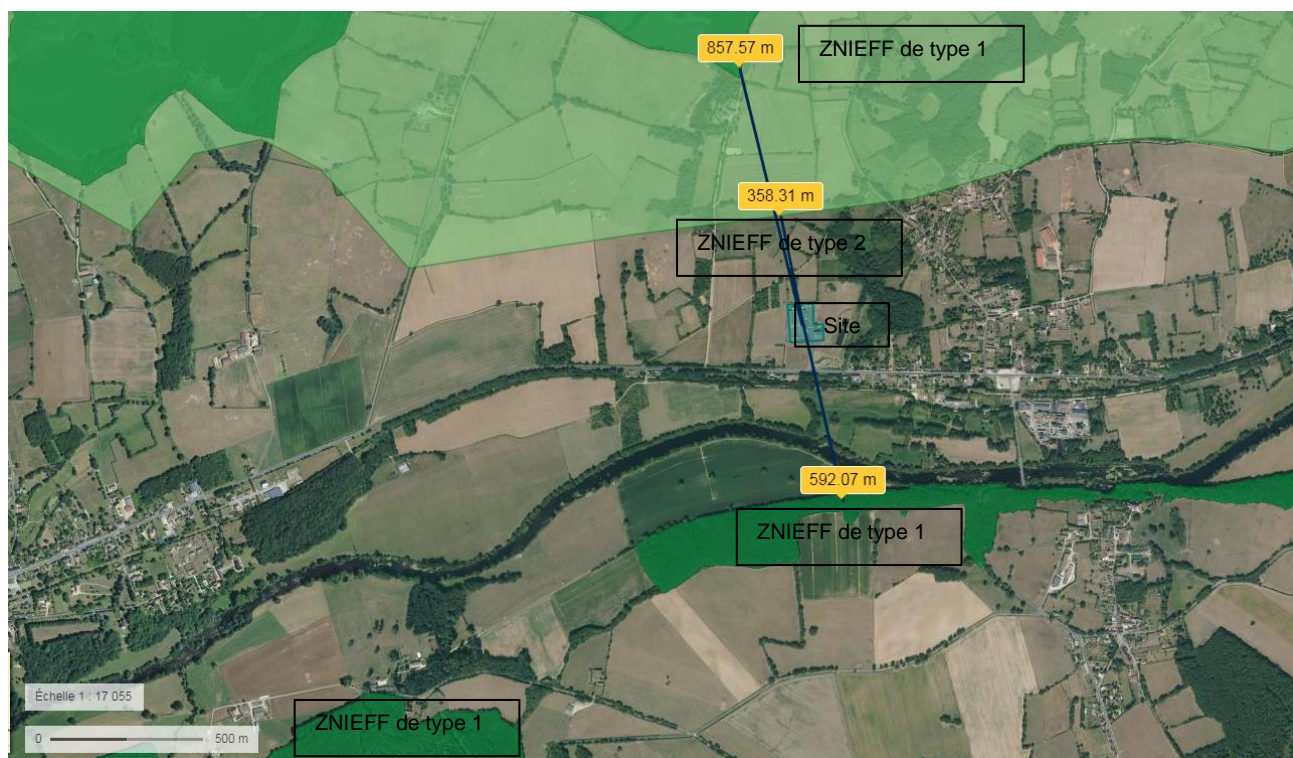 857.57 m
ZNIEFF de type 1
358.31 m
ZNIEFF de type 2
Site
592.07 m
ZNIEFF de type 1
Échelle 1 : 17 055
ZNIEFF de type 1
0
500 m